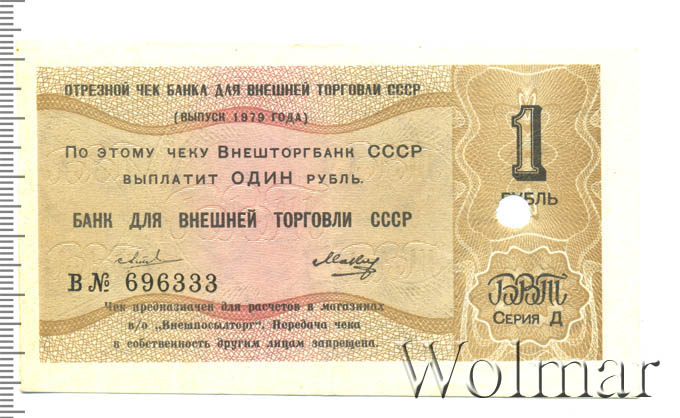 ОТРЕЗНОЙ ЧЕК БАНКА ДЛЯ ВНЕШНЕЙ ТОРГОВЛИ СССР
(ВЫПУСК 1979 ГОДА)
ПО ЭТОМУ ЧЕКУ ВНЕШТОРГБАНК СССР
ВЫПЛАТИТ ОДИН РУБЛЬ.
БАНК ДЛЯ ВНЕШНЕЙ ТОРГОВЛИ СССР
В № 696333
Чек предназначен для расчетов в магазинах
в/о „Внешпосылторг". Передача чека
в собственность другим лицам запрещена.
1
РУБЛЬ
БВТ
СЕРИЯ Д
Wolmar